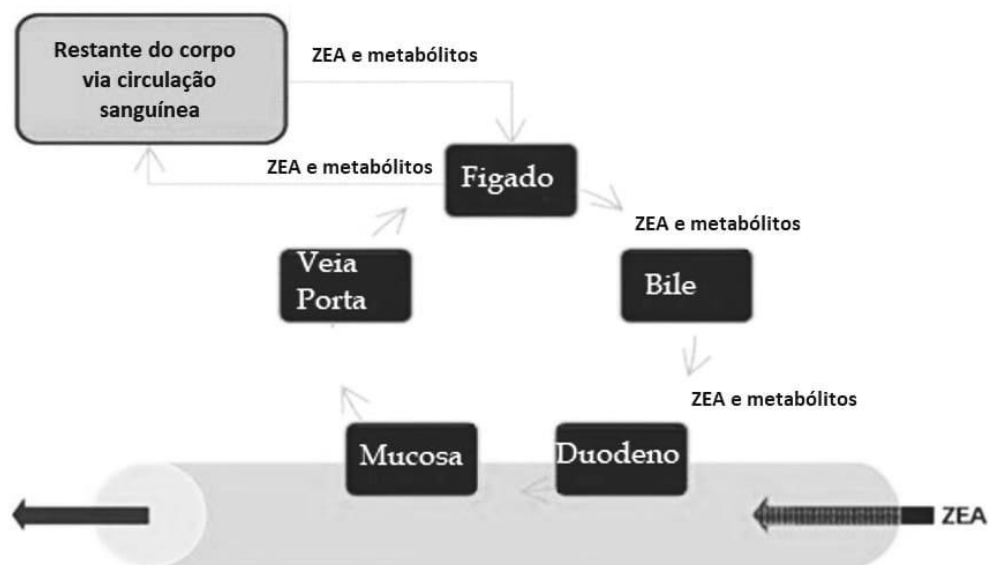 Restante do corpo
via circulação
sanguínea
ZEA e metabólitos
ZEA e metabólitos
Figado
ZEA e metabólitos
Veia
Porta
Bile
ZEA e metabólitos
Mucosa
Duodeno
ZEA